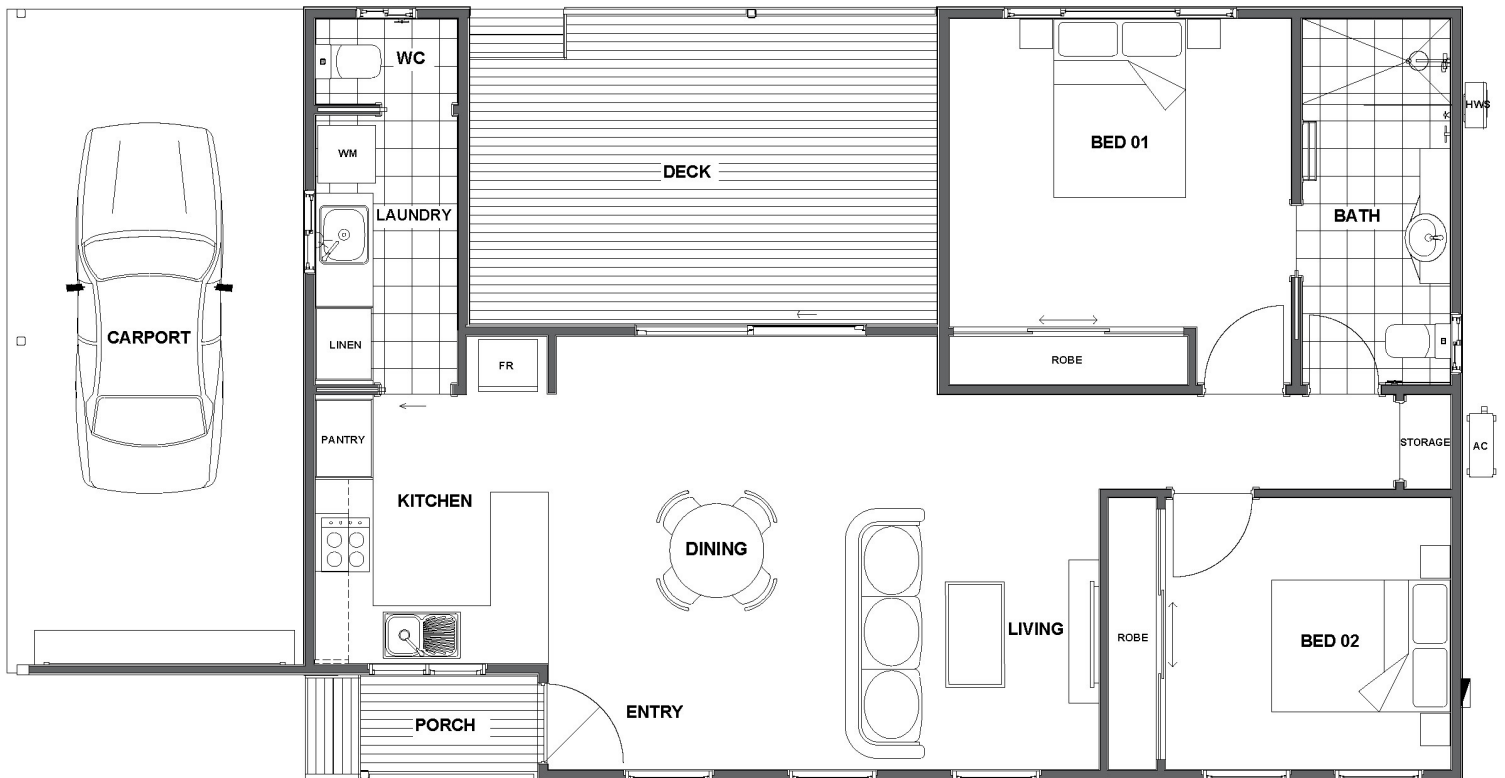 WC
HWS
BED 01
WM
DECK
LAUNDRY
BATH
CARPORT
LINEN
FR
ROBE
PANTRY
STORAGE
AC
KITCHEN
DINING
LIVING
ROBE
BED 02
ENTRY
PORCH